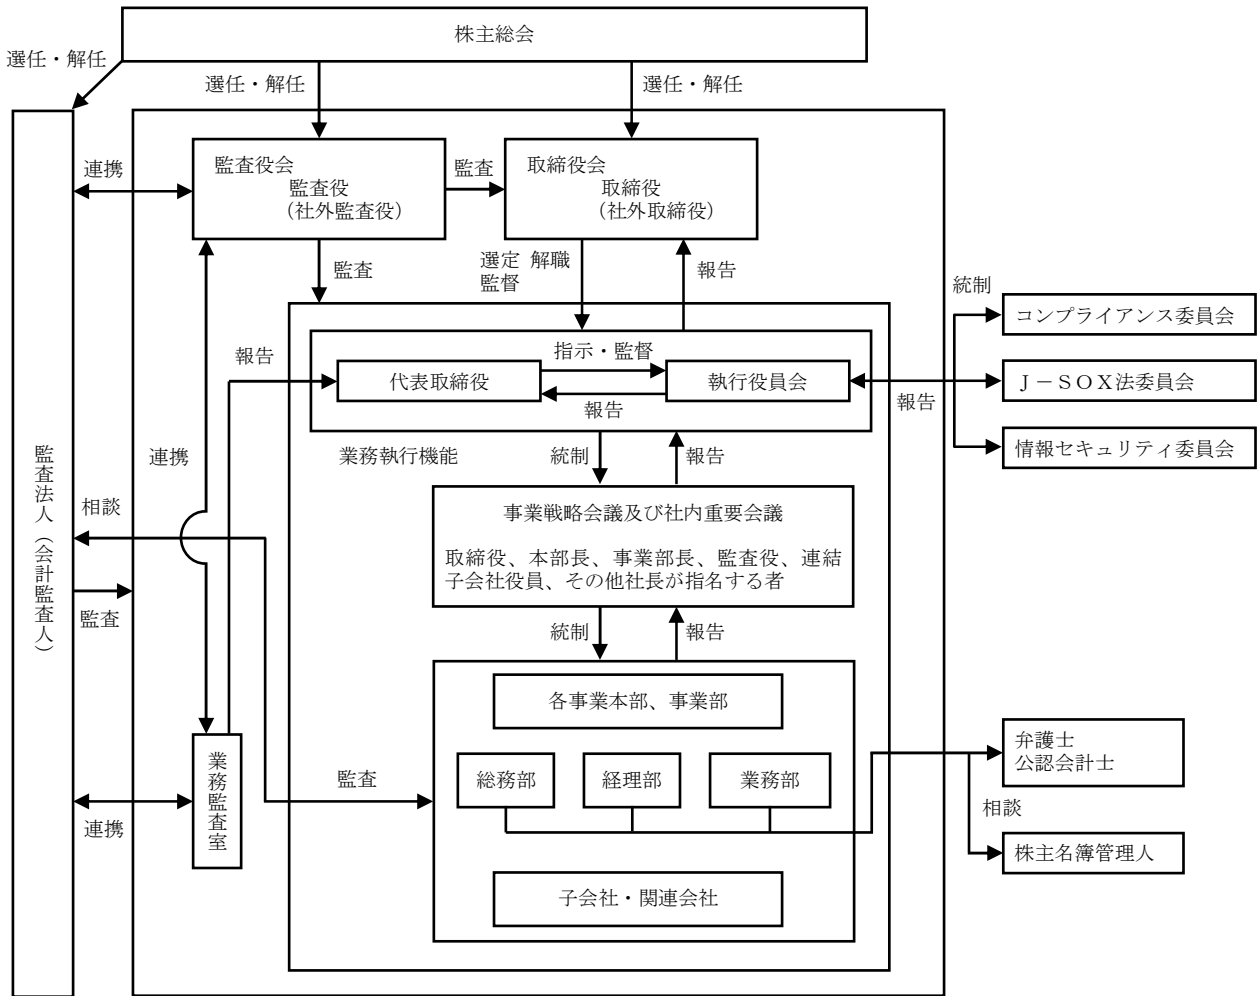 株主総会
選任・解任
選任・解任
選任・解任
監査役会
監査役
（社外監査役）
監査
取締役会
取締役
（社外取締役）
連携
監査
選定 解職
監督
報告
統制
コンプライアンス委員会
Ｊ－ＳＯＸ法委員会
情報セキュリティ委員会
報告
報告
指示・監督
代表取締役
執行役員会
報告
業務執行機能
統制
報告
連携
監査法人（会計監査人）
相談
監査
事業戦略会議及び社内重要会議
取締役、本部長、事業部長、監査役、連結
子会社役員、その他社長が指名する者
統制
報告
各事業本部、事業部
総務部
経理部
業務部
監査
業務監査室
連携
弁護士
公認会計士
相談
株主名簿管理人
子会社・関連会社